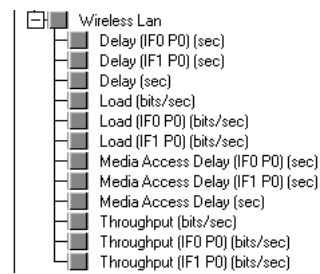 Wireless Lan
Delay (IF0 P0) (sec)
Delay (IF1 P0) (sec)
Delay (sec)
Load (bits/sec)
Load (IF0 P0) (bits/sec)
Load (IF1 P0) (bits/sec)
Media Access Delay (IF0 P0) (sec)
Media Access Delay (IF1 P0) (sec)
Media Access Delay (sec)
Throughput (bits/sec)
Throughput (IF0 P0) (bits/sec)
Throughput (IF1 P0) (bits/sec)